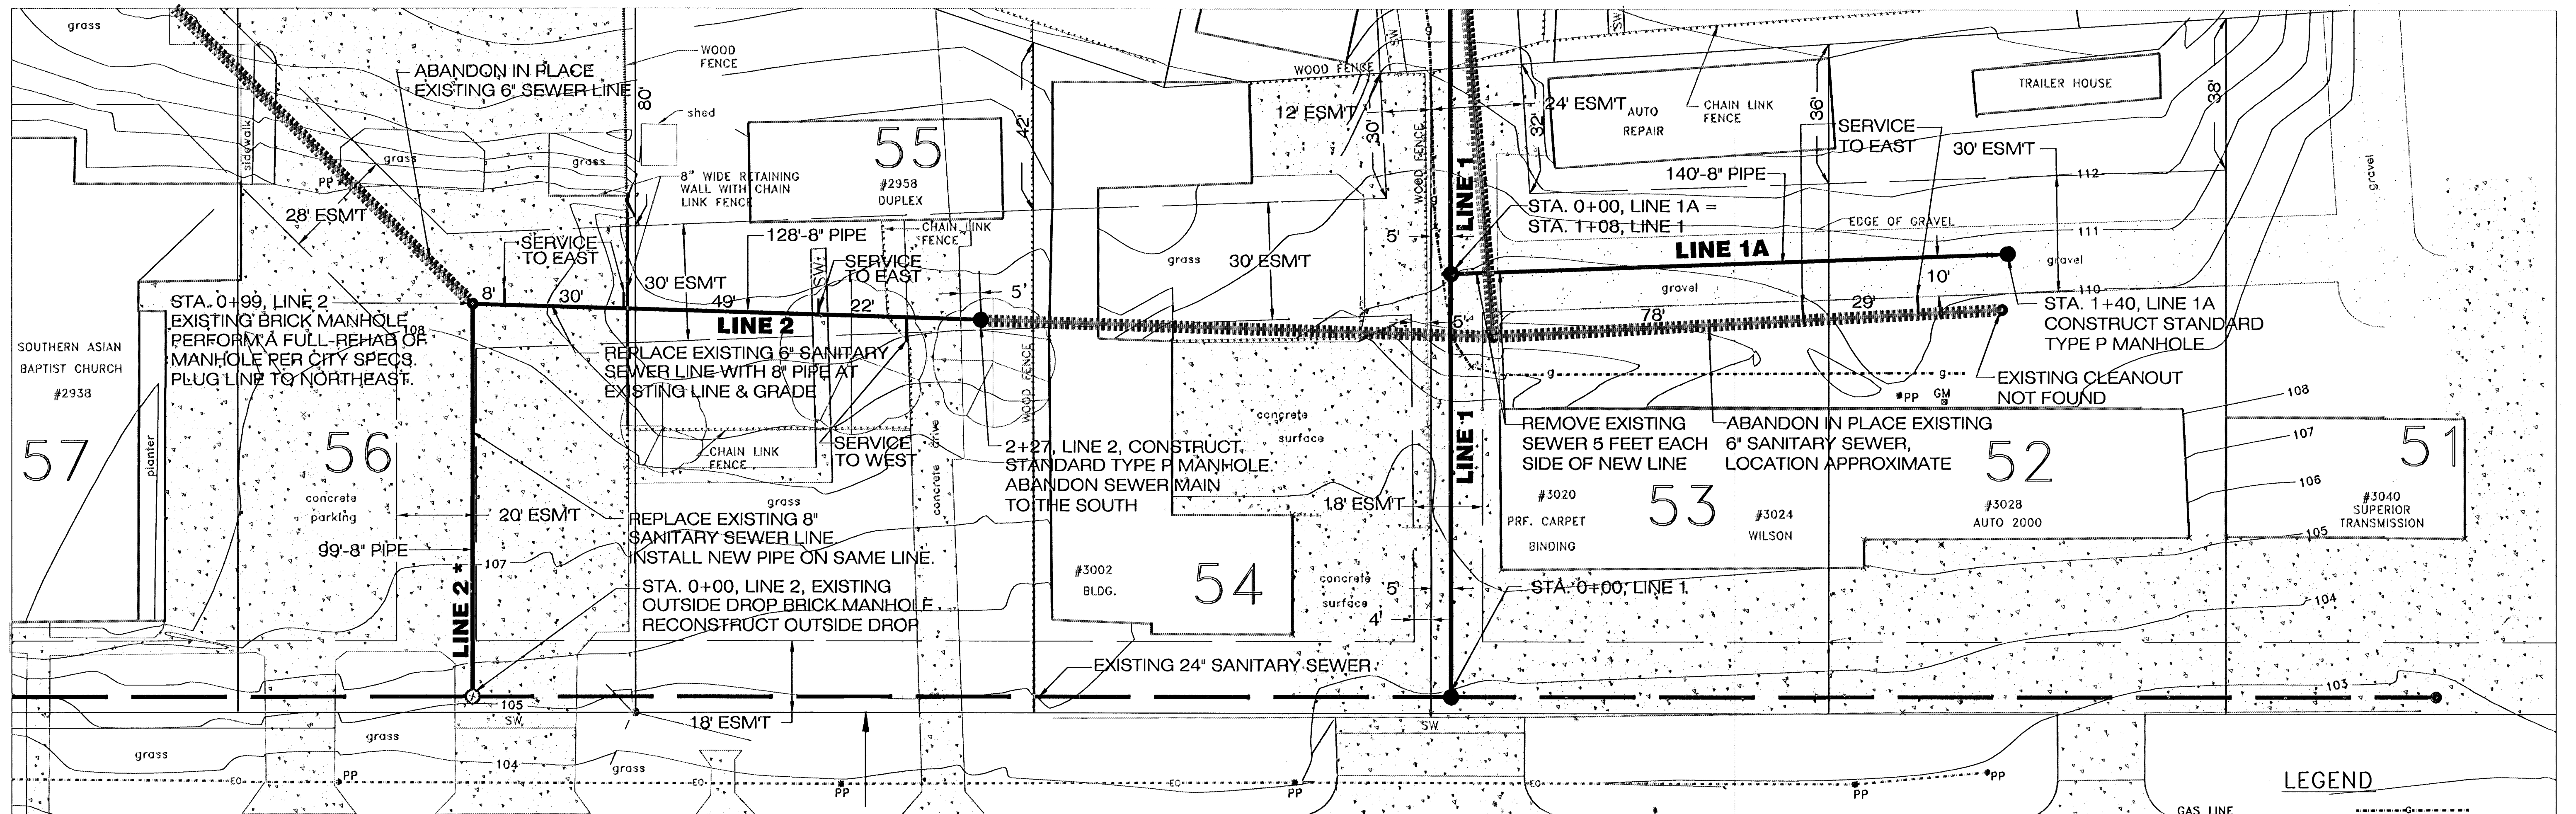 grass
ABANDON IN PLACE
EXISTING 6" SEWER LINE
WOOD
FENCE
80'
shed
sidewalk
grass
grass
PP
28' ESM'T
8" WIDE RETAINING
WALL WITH CHAIN
LINK FENCE
55
#2958
DUPLEX
42'
CHAIN LINK
FENCE
128'-8" PIPE
SERVICE
TO EAST
SW
SERVICE
TO EAST
30' ESM'T
8'
30'
49'
22'
5'
LINE 2
STA. 0+99, LINE 2
EXISTING BRICK MANHOLE
PERFORM A FULL-REHAB OF
MANHOLE PER CITY SPECS.
PLUG LINE TO NORTHEAST.
108
SOUTHERN ASIAN
BAPTIST CHURCH
#2938
57
planter
56
concrete
parking
REPLACE EXISTING 6" SANITARY
SEWER LINE WITH 8" PIPE AT
EXISTING LINE & GRADE
SERVICE
TO WEST
CHAIN LINK
FENCE
grass
concrete drive
WOOD FENCE
2+27, LINE 2, CONSTRUCT
STANDARD TYPE P MANHOLE.
ABANDON SEWER MAIN
TO THE SOUTH
20' ESM'T
99'-8" PIPE
LINE 2 *
107
REPLACE EXISTING 8"
SANITARY SEWER LINE
INSTALL NEW PIPE ON SAME LINE.
STA. 0+00, LINE 2, EXISTING
OUTSIDE DROP BRICK MANHOLE
RECONSTRUCT OUTSIDE DROP
105
SW
18' ESM'T
grass
grass
104
grass
PP
PP
PP
PP
PP
EXISTING 24" SANITARY SEWER
WOOD FENCE
SW
SW
12' ESM'T
30'
WOOD FENCE
24' ESM'T
32'
AUTO
REPAIR
CHAIN LINK
FENCE
36'
TRAILER HOUSE
38'
SERVICE
TO EAST
30' ESM'T
140'-8" PIPE
112
gravel
LINE 1
STA. 0+00, LINE 1A =
STA. 1+08, LINE 1
EDGE OF GRAVEL
111
LINE 1A
gravel
gravel
10'
110
grass
30' ESM'T
5'
5'
78'
29'
STA. 1+40, LINE 1A
CONSTRUCT STANDARD
TYPE P MANHOLE
EXISTING CLEANOUT
NOT FOUND
g
g
PP
GM
concrete
surface
LINE 1
REMOVE EXISTING
SEWER 5 FEET EACH
SIDE OF NEW LINE
ABANDON IN PLACE EXISTING
6" SANITARY SEWER,
LOCATION APPROXIMATE
52
51
108
107
106
105
104
103
18' ESM'T
#3020
PRF. CARPET
BINDING
53
#3024
WILSON
#3028
AUTO 2000
#3040
SUPERIOR
TRANSMISSION
#3002
BLDG.
54
concrete
surface
5'
4'
STA. 0+00, LINE 1
SW
LEGEND
GAS LINE
G